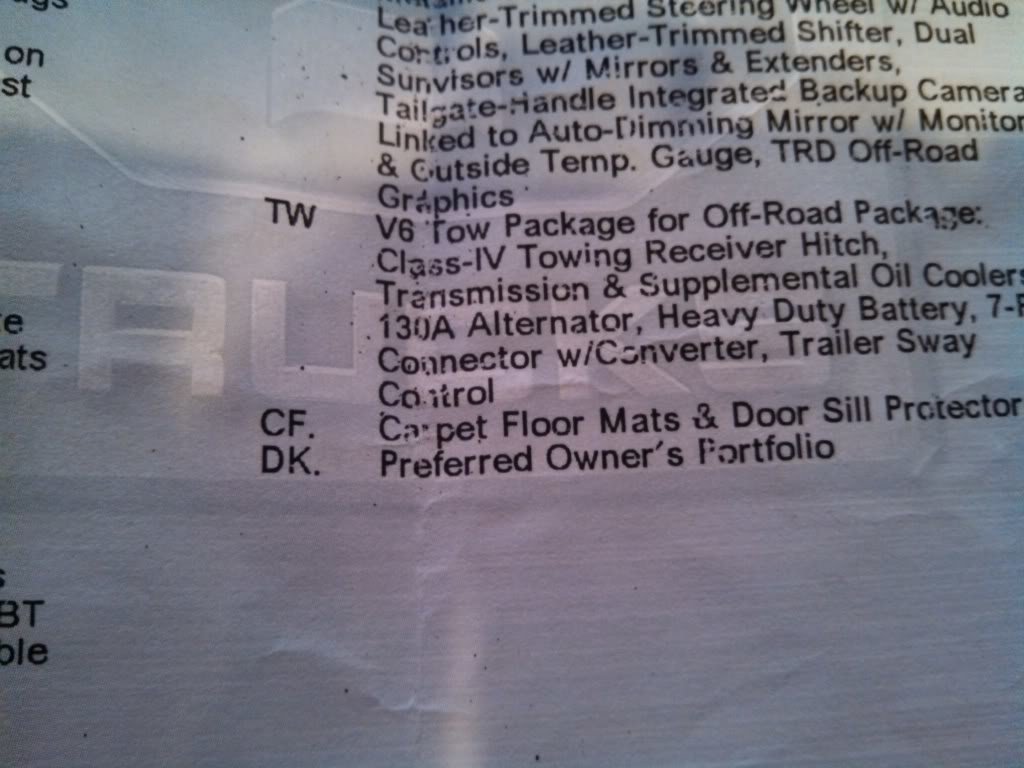 Leather-Trimmed Steering Wheel w/ Audio
on Controls, Leather-Trimmed Shifter, Dual
st Sunvisors w/ Mirrors & Extenders,
Tailgate-Handle Integrated Backup Camera
Linked to Auto-Dimming Mirror w/ Monitor
& Outside Temp. Gauge, TRD Off-Road
Graphics
TW V6 Tow Package for Off-Road Package:
Class-IV Towing Receiver Hitch,
Transmission & Supplemental Oil Coolers
130A Alternator, Heavy Duty Battery, 7-
ats Connector w/Converter, Trailer Sway
Control
CF. Carpet Floor Mats & Door Sill Protector
DK. Preferred Owner's Portfolio
BT
ble
TRUCKS